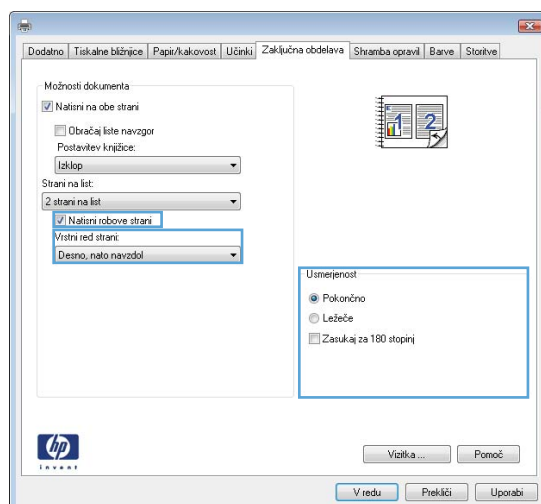 Dodatno Tiskalne bližnjice Papir/kakovost Učinki Zaključna obdelava Shramba opravil Barve Storitve
Možnosti dokumenta
Natisni na obe strani
Obračaj liste navzgor
Postavitev knjižice:
Izklop
Strani na list:
2 strani na list
Natisni robove strani
Vrstni red strani:
Desno, nato navzdol
1 2
Usmerjenost
Pokončno
Ležeče
Zasukaj za 180 stopinj
hp
invent
Vizitka ... Pomoč
V redu Prekliči Uporabi